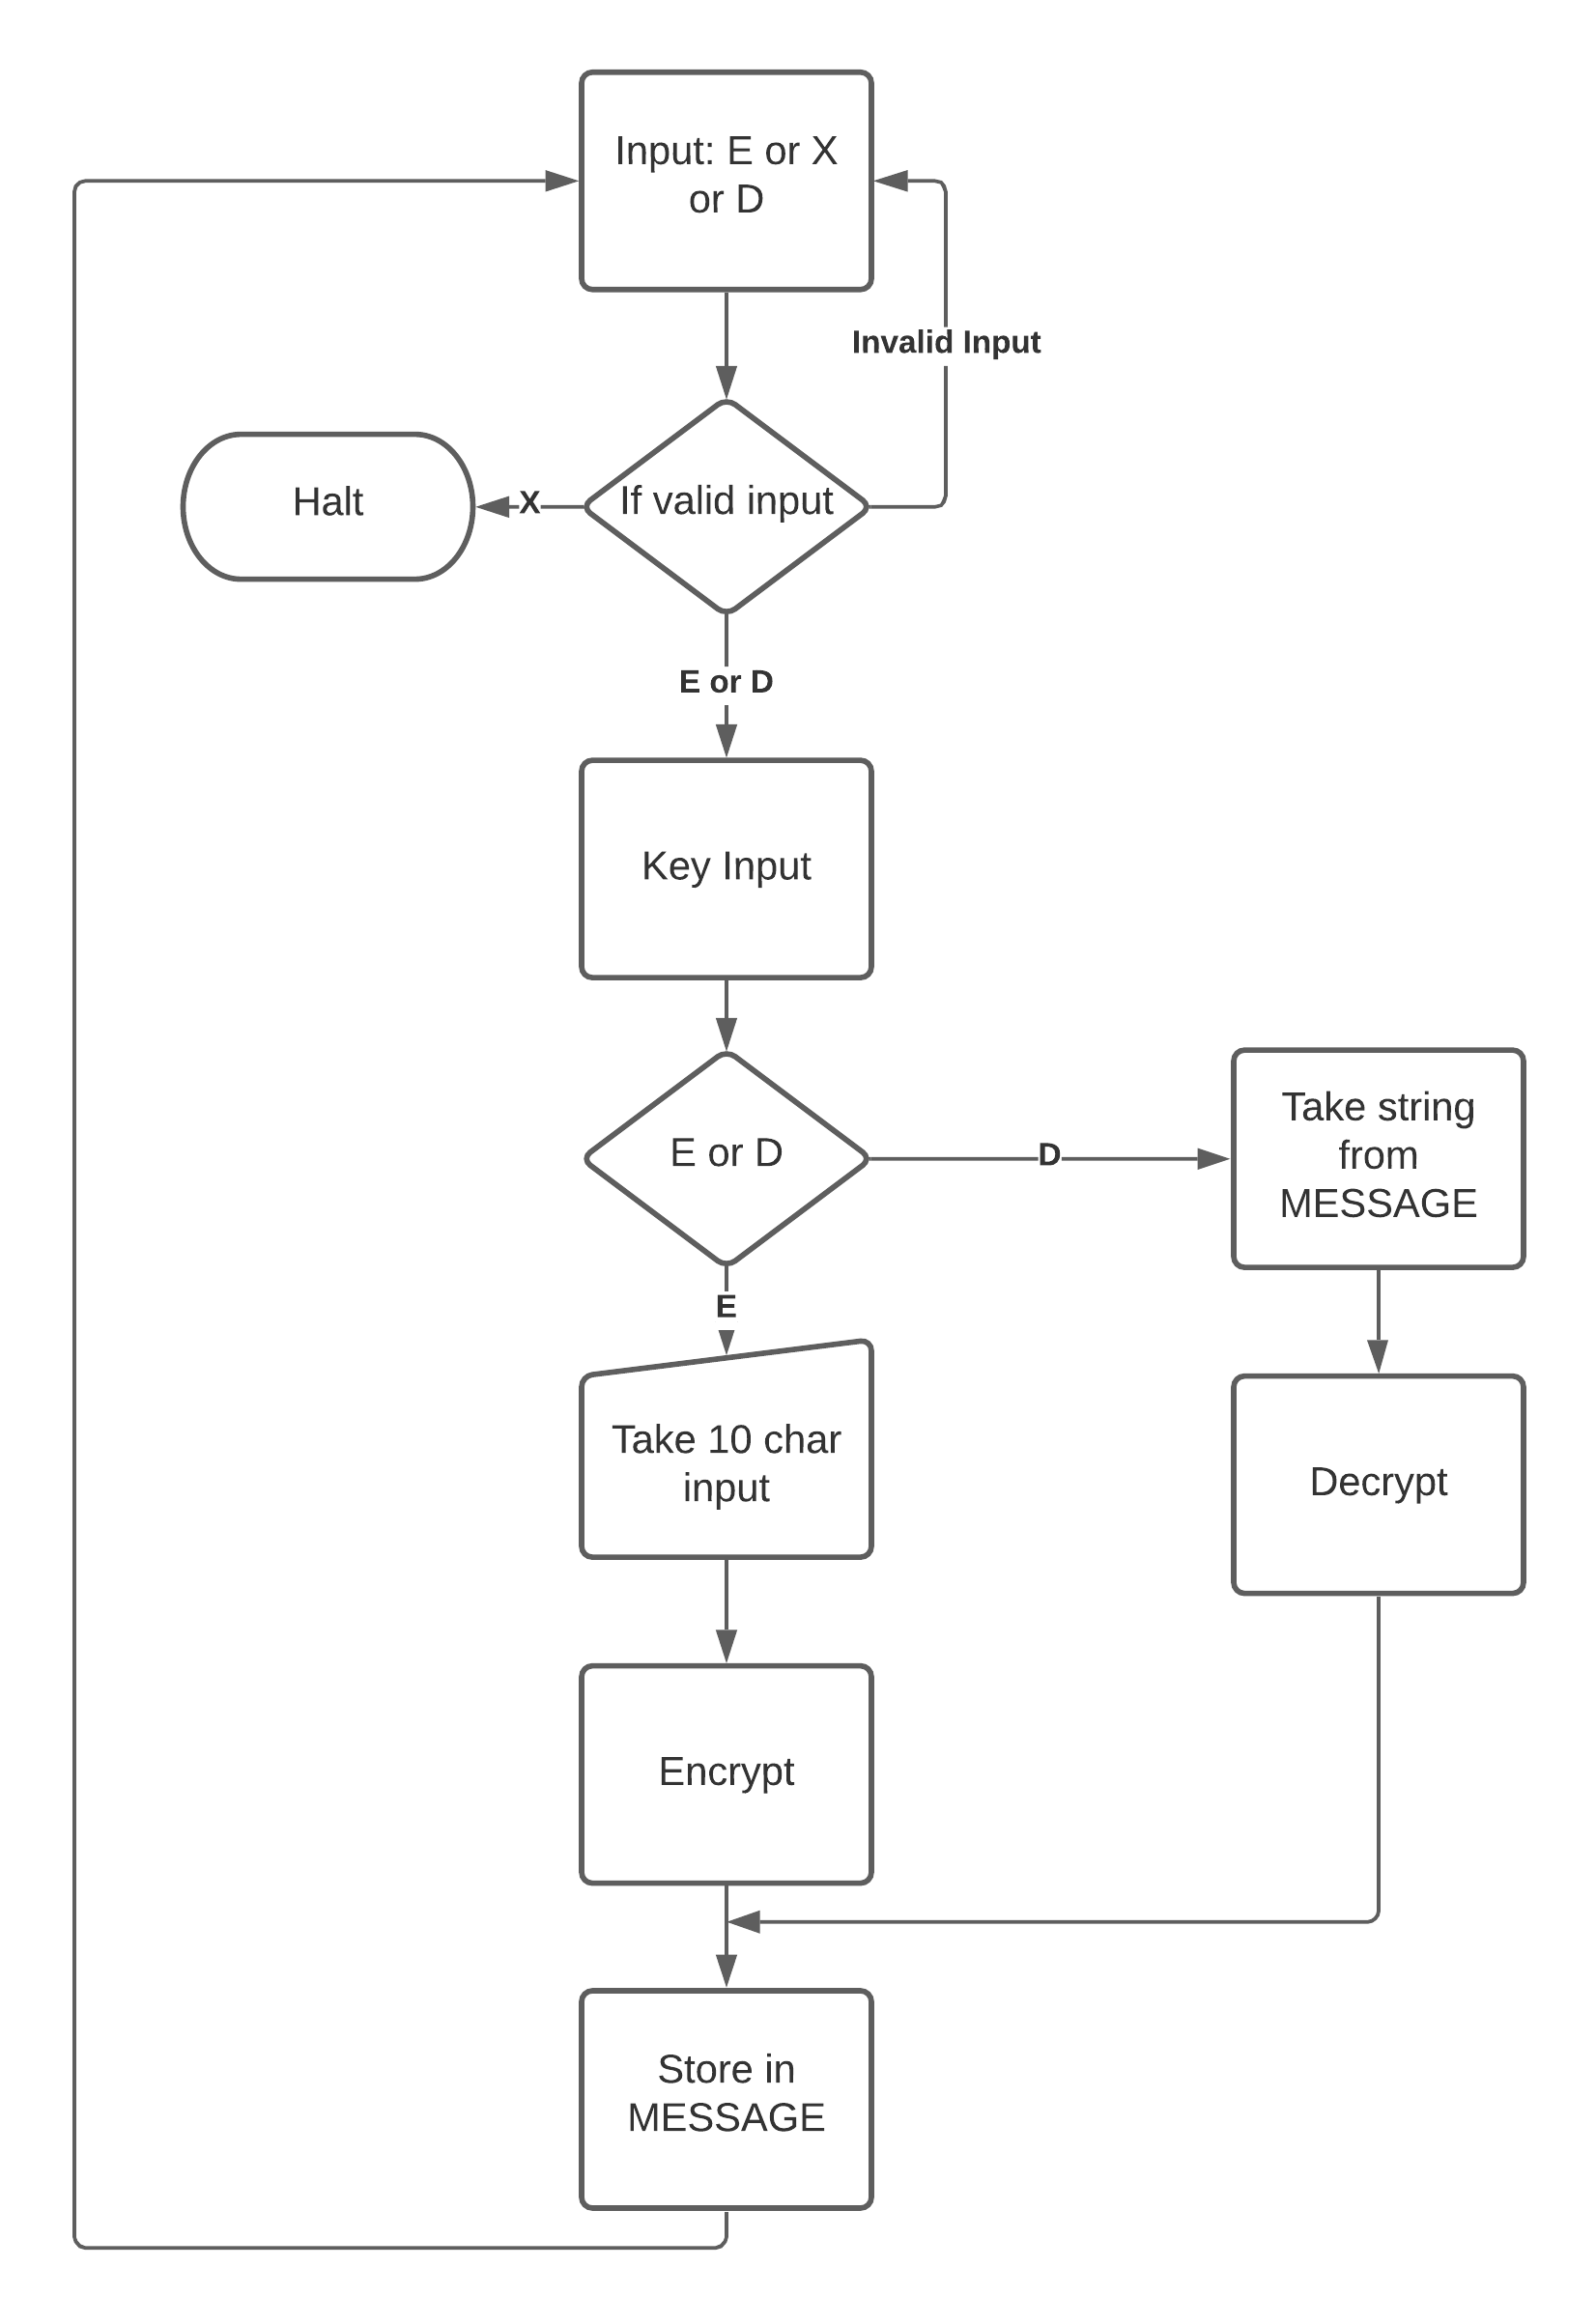 Input: E or X
or D
Invalid Input
Halt
X
If valid input
E or D
Key Input
E or D
D
Take string
from
MESSAGE
E
Take 10 char
input
Decrypt
Encrypt
Store in
MESSAGE